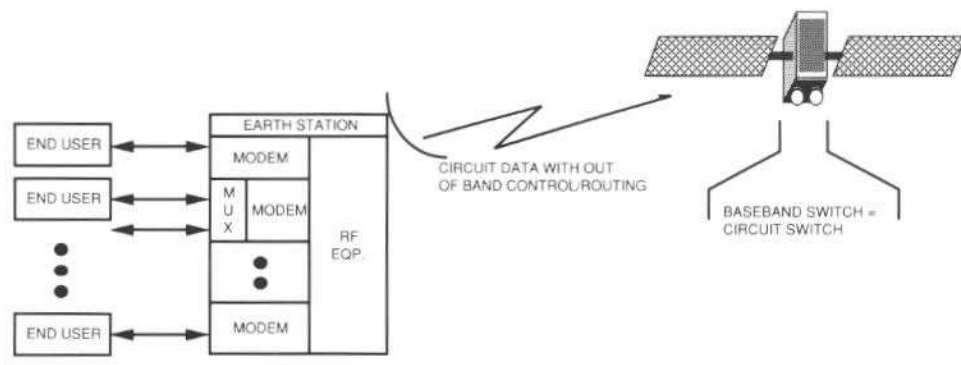 EARTH STATION
END USER
MODEM
END USER
M
U
X
MODEM
RF
EQP.
END USER
MODEM
CIRCUIT DATA WITH OUT
OF BAND CONTROL/ROUTING
BASEBAND SWITCH =
CIRCUIT SWITCH